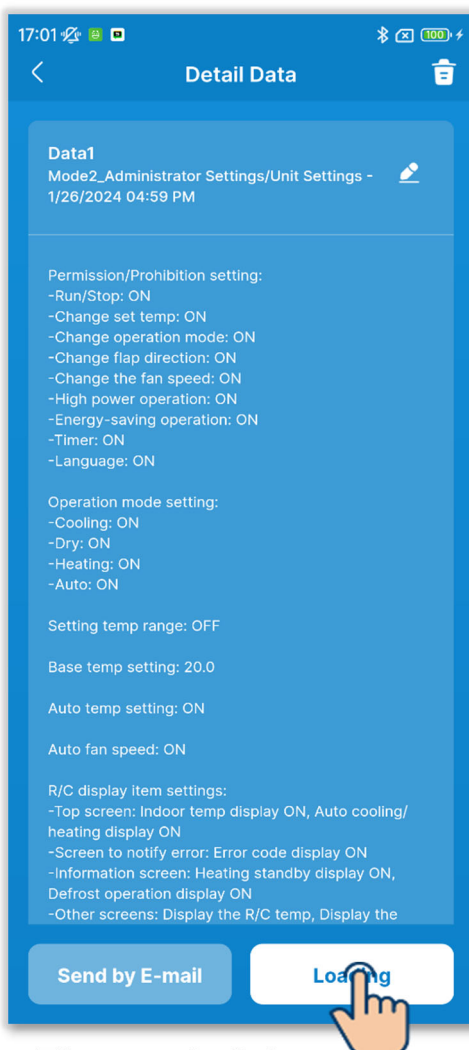 17:01 100
Detail Data
Data1
Mode2_Administrator Settings/Unit Settings -
1/26/2024 04:59 PM
Permission/Prohibition setting:
-Run/Stop: ON
-Change set temp: ON
-Change operation mode: ON
-Change flap direction: ON
-Change the fan speed: ON
-High power operation: ON
-Energy-saving operation: ON
-Timer: ON
-Language: ON
Operation mode setting:
-Cooling: ON
-Dry: ON
-Heating: ON
-Auto: ON
Setting temp range: OFF
Base temp setting: 20.0
Auto temp setting: ON
Auto fan speed: ON
R/C display item settings:
-Top screen: Indoor temp display ON, Auto cooling/
heating display ON
-Screen to notify error: Error code display ON
-Information screen: Heating standby display ON,
Defrost operation display ON
-Other screens: Display the R/C temp, Display the
Send by E-mail Loading